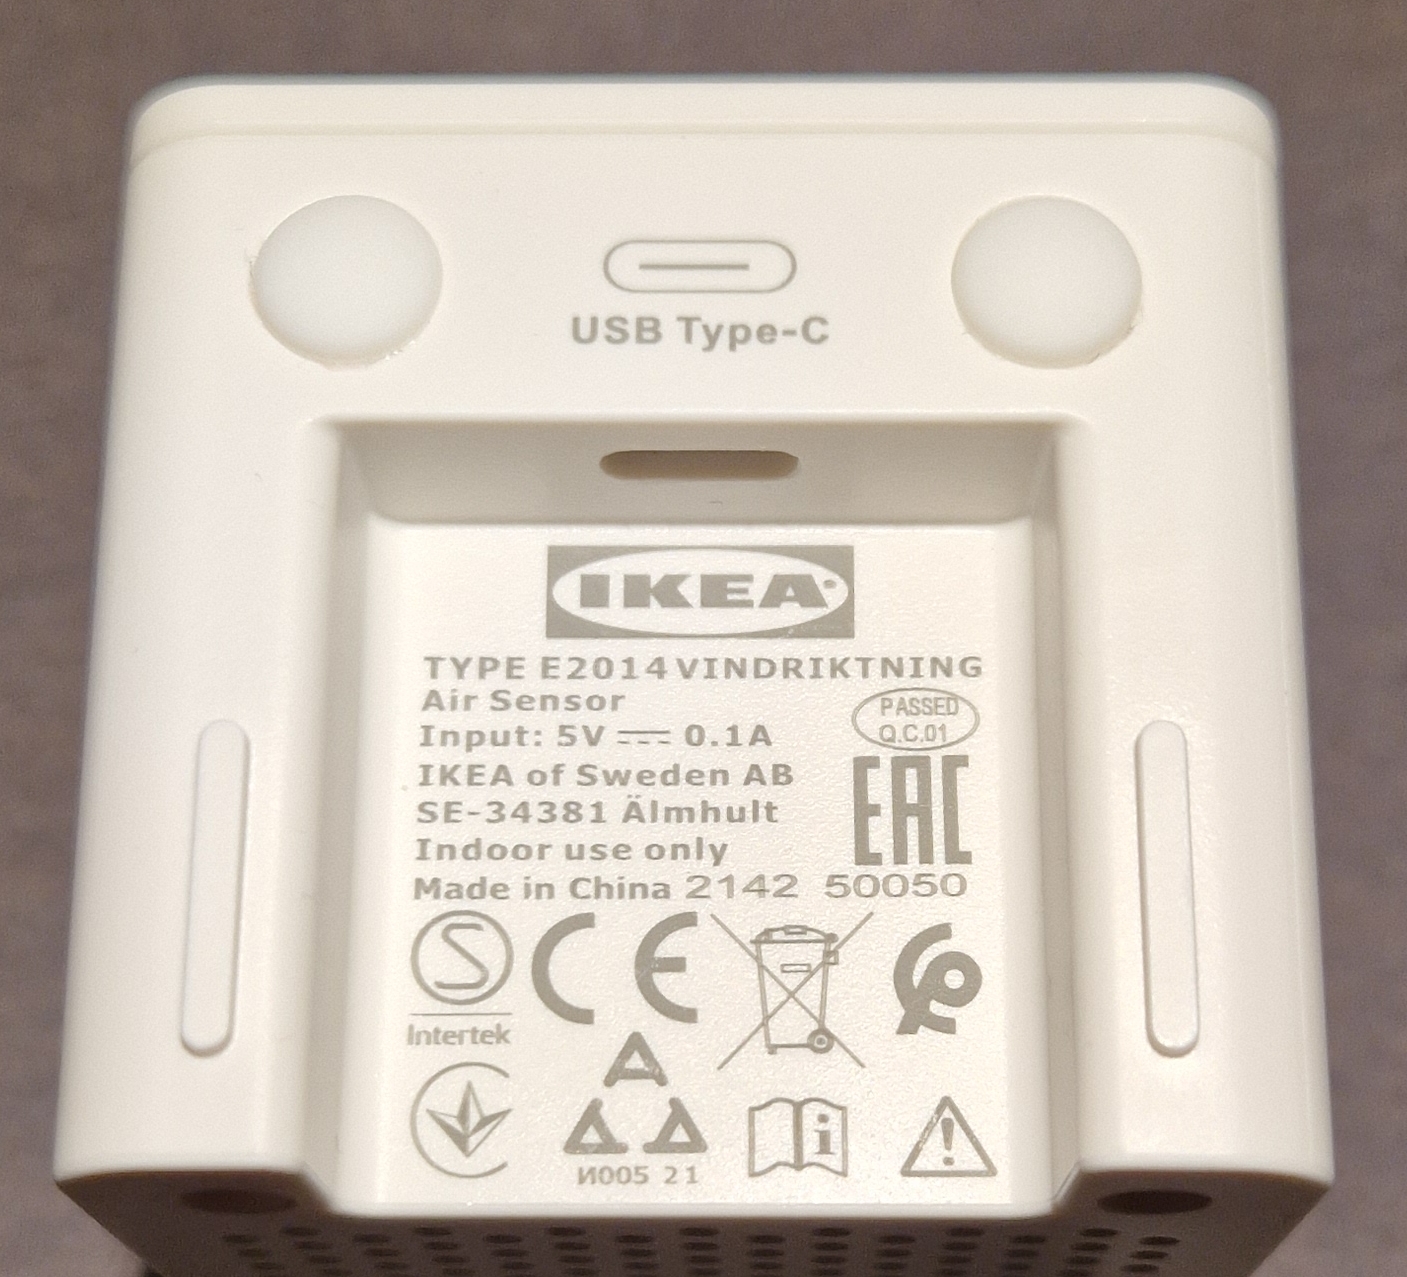 USB Type-C
IKEA
TYPE E2014 VINDRIKTNING
Air Sensor
PASSED
Q.C.01
Input: 5V ⎓ 0.1A
IKEA of Sweden AB
SE-34381 Älmhult
EAC
Indoor use only
Made in China 2142 50050
S
Intertek
CE
И005 21